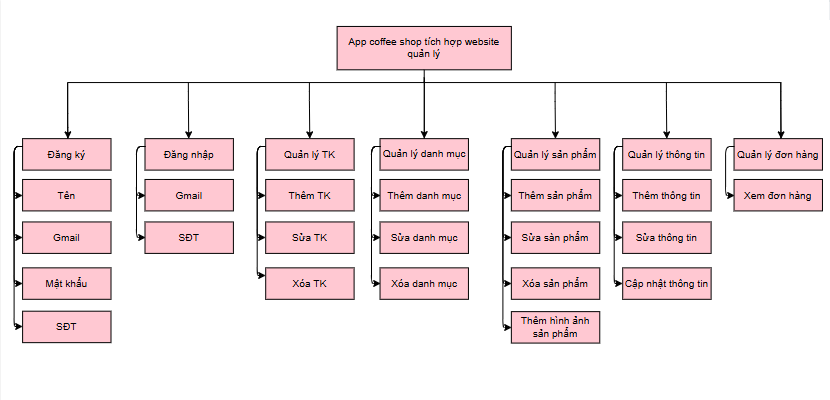 App coffee shop tích hợp website
quản lý
Đăng ký
Đăng nhập
Quản lý TK
Quản lý danh mục
Quản lý sản phẩm
Quản lý thông tin
Quản lý đơn hàng
Tên
Gmail
Thêm TK
Thêm danh mục
Thêm sản phẩm
Thêm thông tin
Xem đơn hàng
Gmail
SĐT
Sửa TK
Sửa danh mục
Sửa sản phẩm
Sửa thông tin
Mật khẩu
Xóa TK
Xóa danh mục
Xóa sản phẩm
Cập nhật thông tin
SĐT
Thêm hình ảnh
sản phẩm